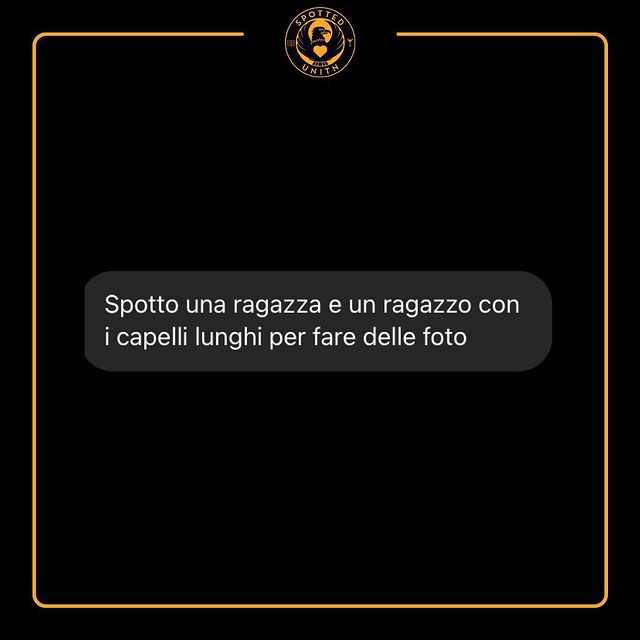 SPOTTED
UNITN
Spotto una ragazza e un ragazzo con
i capelli lunghi per fare delle foto